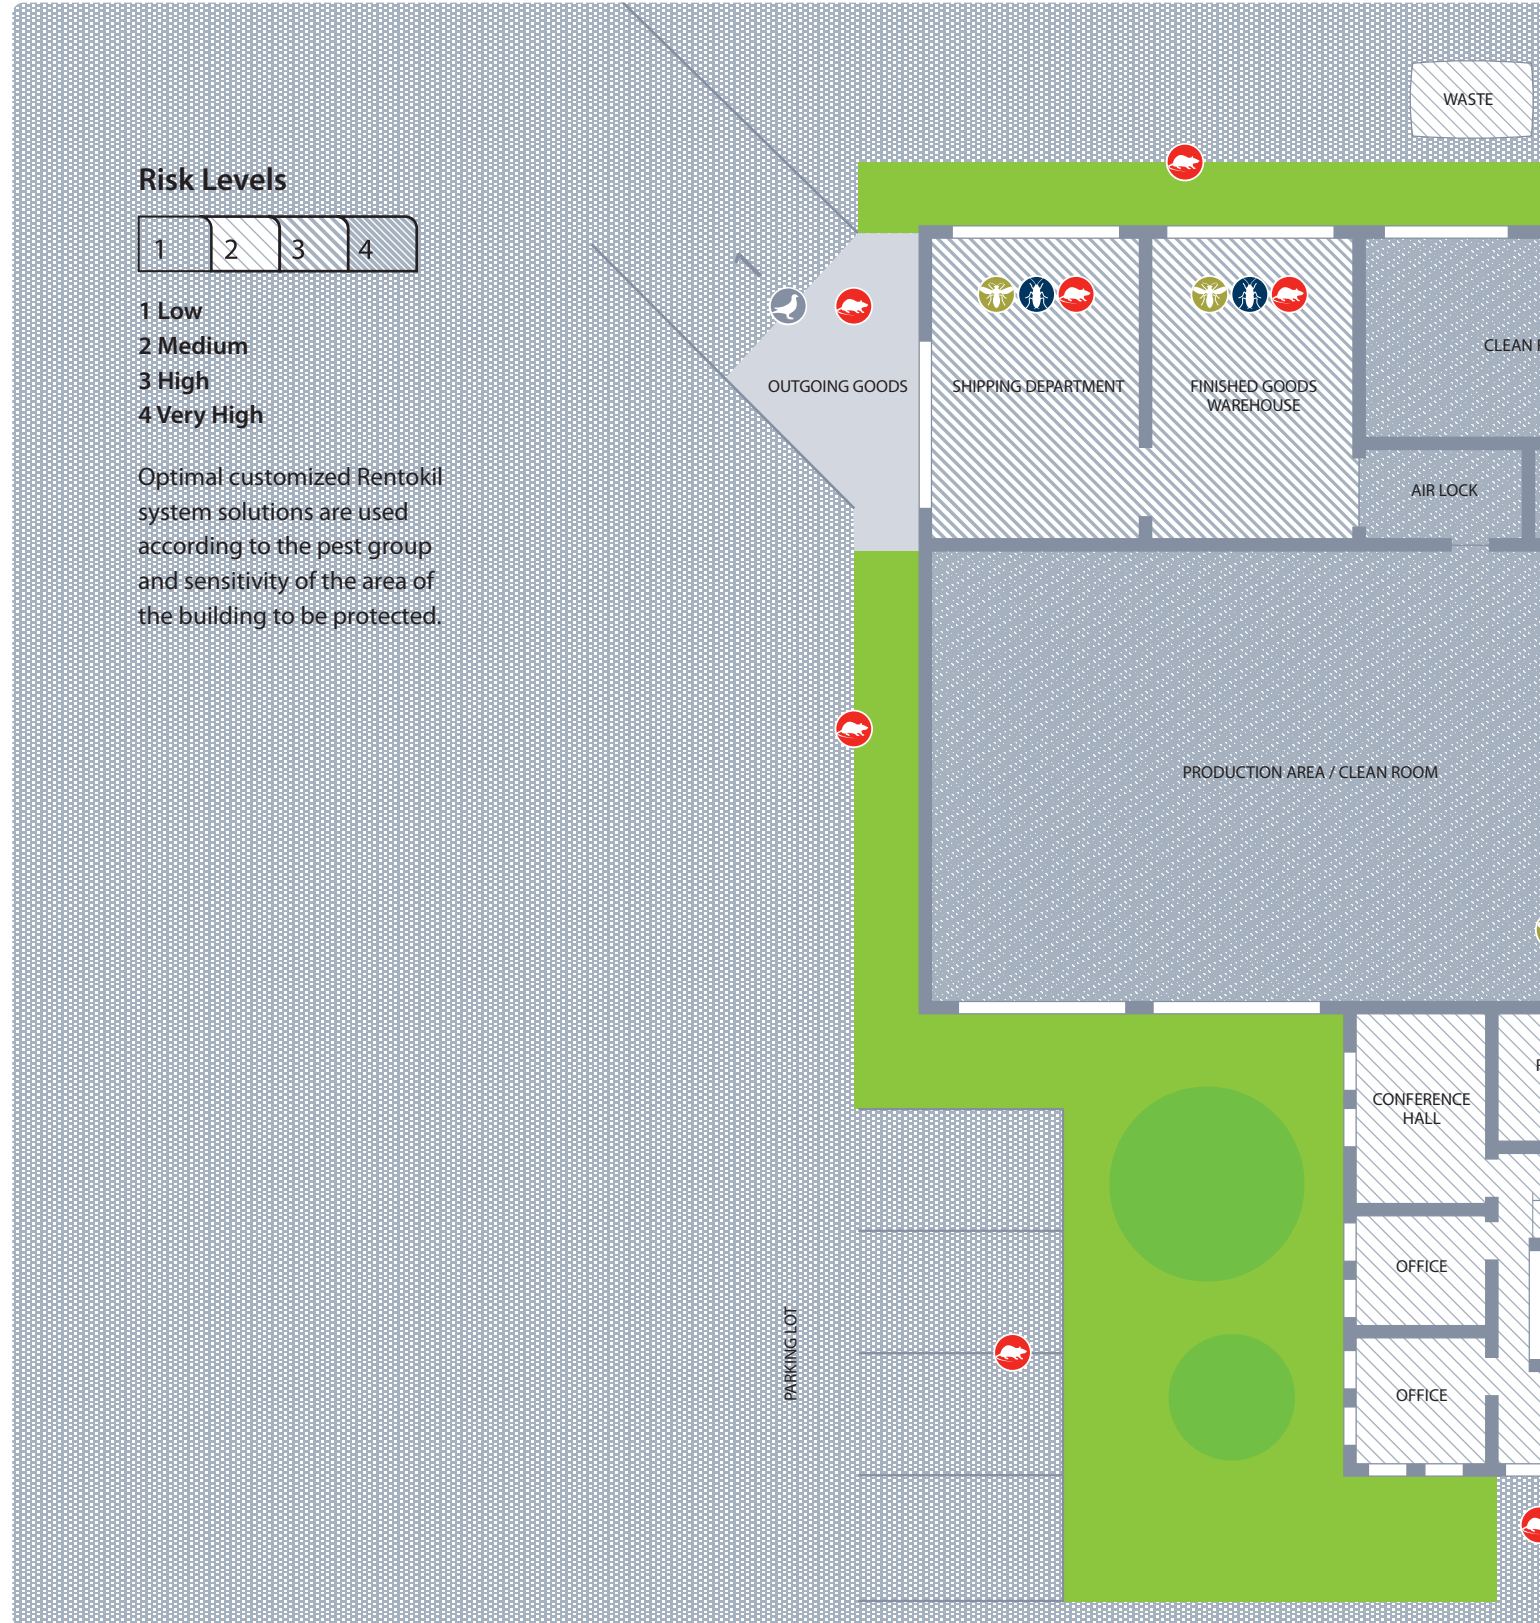 WASTE
Risk Levels
1 2 3 4
1 Low
2 Medium
3 High
4 Very High
Optimal customized Rentokil
system solutions are used
according to the pest group
and sensitivity of the area of
the building to be protected.
OUTGOING GOODS
SHIPPING DEPARTMENT
FINISHED GOODS
WAREHOUSE
CLEAN
AIR LOCK
PRODUCTION AREA / CLEAN ROOM
CONFERENCE
HALL
OFFICE
OFFICE
PARKING LOT